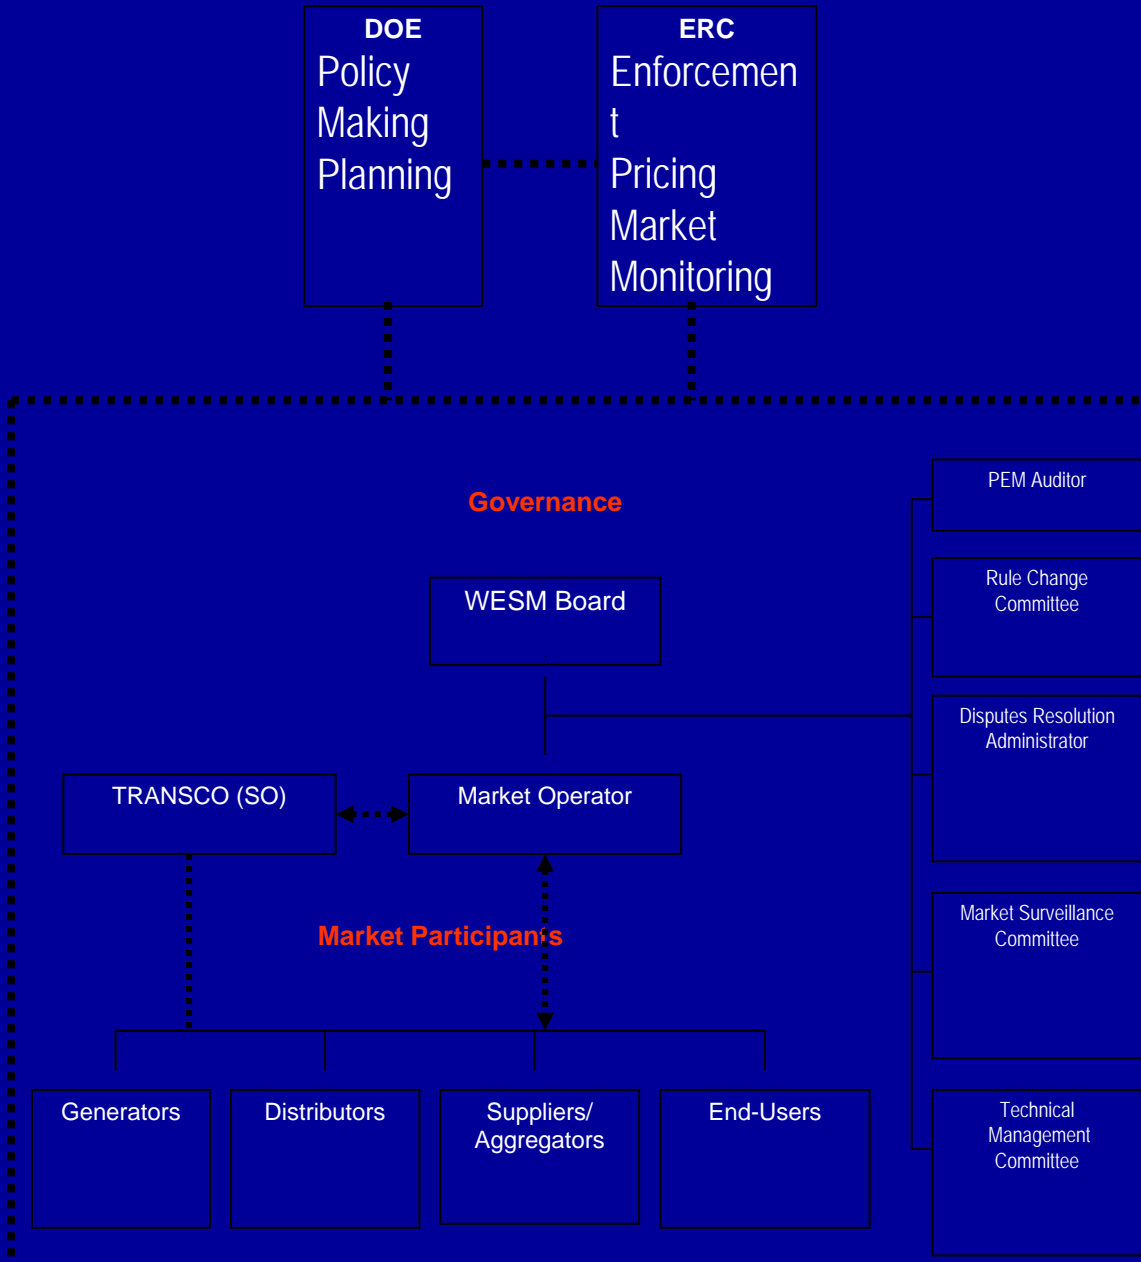 DOE
Policy
Making
Planning
ERC
Enforcemen
t
Pricing
Market
Monitoring
Governance
PEM Auditor
Rule Change
Committee
WESM Board
Disputes Resolution
Administrator
TRANSCO (SO)
Market Operator
Market Surveillance
Committee
Market Participants
Generators
Distributors
Suppliers/
Aggregators
End-Users
Technical
Management
Committee